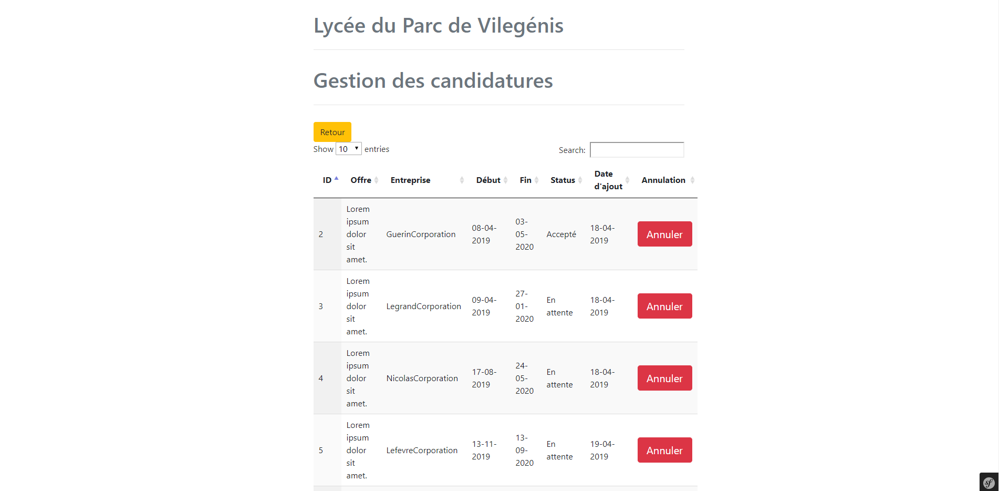 Lycée du Parc de Vilegénis
Gestion des candidatures
Retour
Show 10 entries
Search:
ID Offre Entreprise Début Fin Status Date d'ajout Annulation
2
Lorem
ipsum
dolor
sit
amet.
GuerinCorporation
08-04-
2019
03-
05-
2020
Accepté
18-04-
2019
Annuler
3
Lorem
ipsum
dolor
sit
amet.
LegrandCorporation
09-04-
2019
27-
01-
2020
En
attente
18-04-
2019
Annuler
4
Lorem
ipsum
dolor
sit
amet.
NicolasCorporation
17-08-
2019
24-
05-
2020
En
attente
18-04-
2019
Annuler
5
Lorem
ipsum
dolor
sit
amet.
LefevreCorporation
13-11-
2019
13-
09-
2020
En
attente
19-04-
2019
Annuler
sf